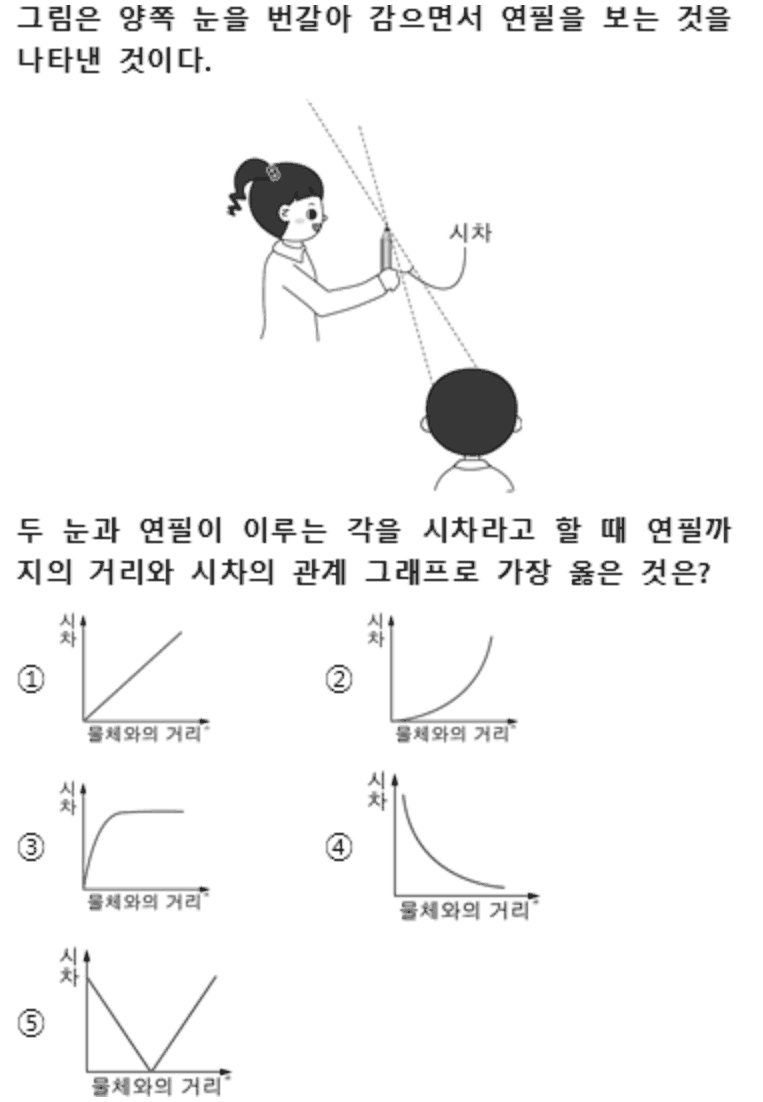 그림은 양쪽 눈을 번갈아 감으면서 연필을 보는 것을
나타낸 것이다.
시차
두 눈과 연필이 이루는 각을 시차라고 할 때 연필까
지의 거리와 시차의 관계 그래프로 가장 옳은 것은?
①
시
차
물체와의 거리
②
시
차
물체와의 거리
③
시
차
물체와의 거리
④
시
차
물체와의 거리
⑤
시
차
물체와의 거리